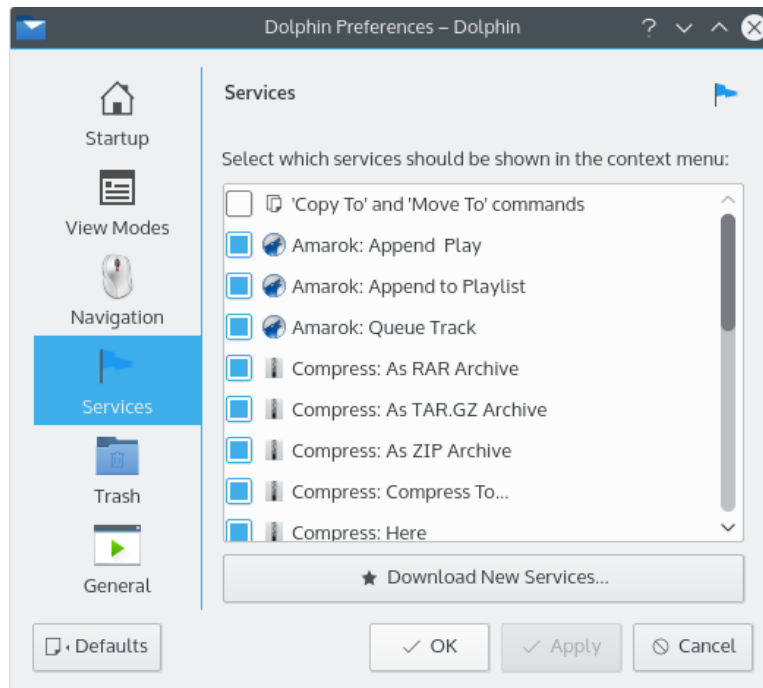 Dolphin Preferences – Dolphin
Startup
View Modes
Navigation
Services
Trash
General
Services
Select which services should be shown in the context menu:
'Copy To' and 'Move To' commands
Amarok: Append  Play
Amarok: Append to Playlist
Amarok: Queue Track
Compress: As RAR Archive
Compress: As TAR.GZ Archive
Compress: As ZIP Archive
Compress: Compress To...
Compress: Here
Download New Services...
Defaults
OK
Apply
Cancel